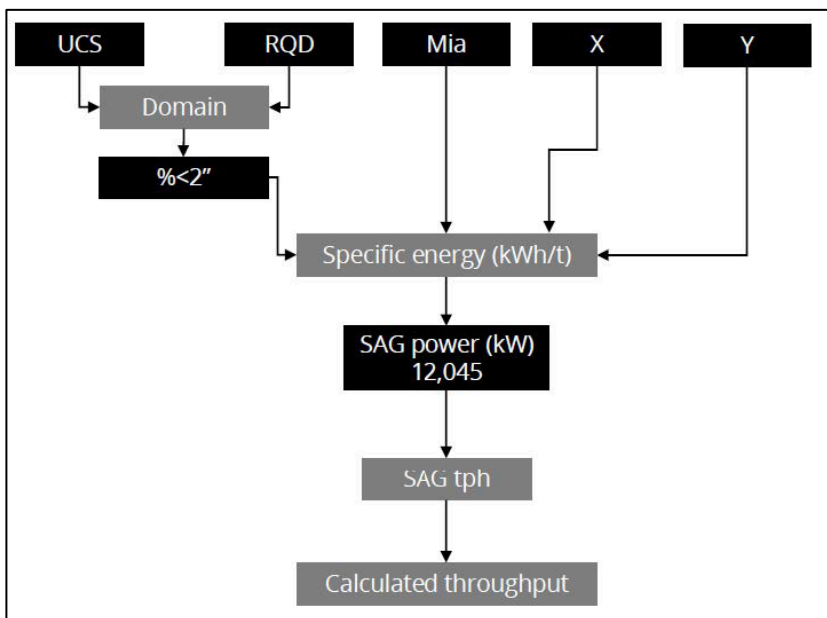 UCS
RQD
Mia
X
Y
Domain
%<2”
Specific energy (kWh/t)
SAG power (kW)
12,045
SAG tph
Calculated throughput